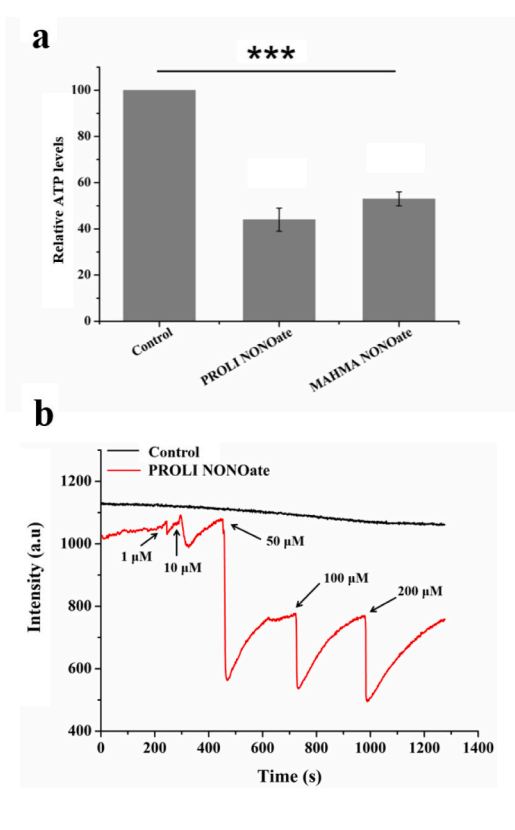 a
***
Relative ATP levels
100
80
60
40
20
0
Control
PROLI NONOate
MAHMA NONOate
b
Control
PROLI NONOate
Intensity (a.u)
1200
1000
800
600
400
1 μM
10 μM
50 μM
100 μM
200 μM
0
200
400
600
800
1000
1200
1400
Time (s)